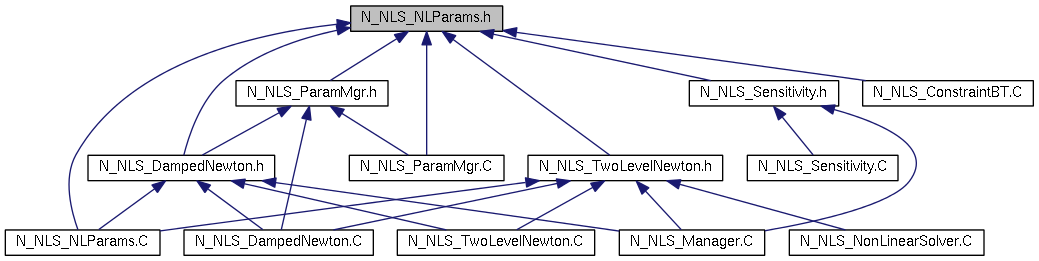 N_NLS_NLParams.h
N_NLS_ParamMgr.h
N_NLS_Sensitivity.h
N_NLS_ConstraintBT.C
N_NLS_DampedNewton.h
N_NLS_ParamMgr.C
N_NLS_TwoLevelNewton.h
N_NLS_Sensitivity.C
N_NLS_NLParams.C
N_NLS_DampedNewton.C
N_NLS_TwoLevelNewton.C
N_NLS_Manager.C
N_NLS_NonLinearSolver.C